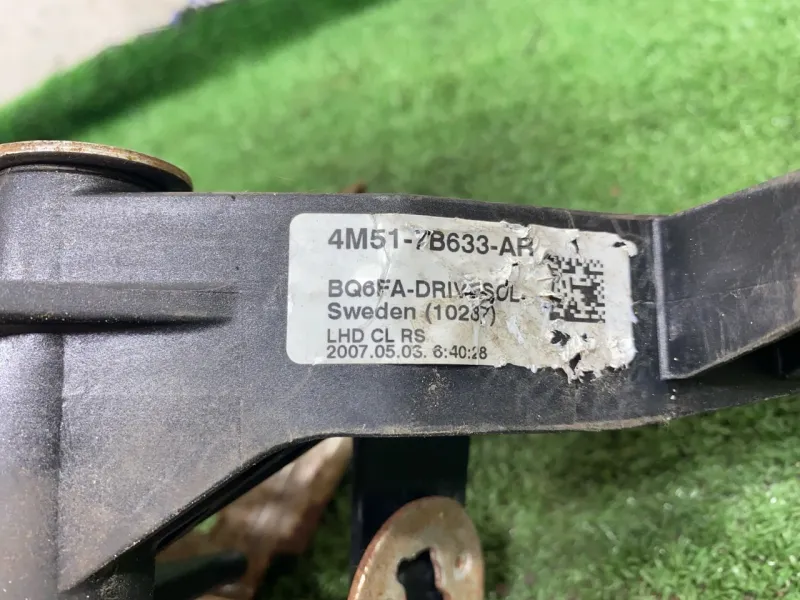 4M51-7B633-AR
BQ6FA-DRIVESOL.
Sweden (10237)
LHD CL RS
2007.05.03. 6:40:28